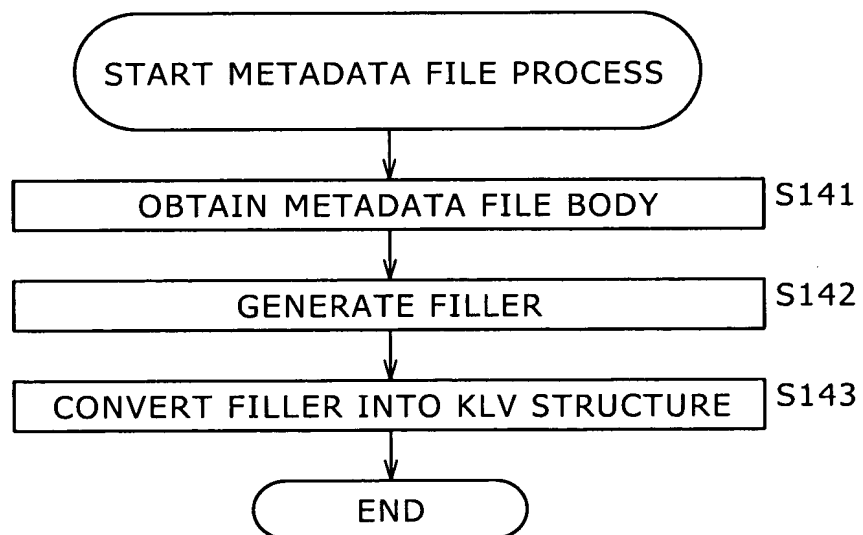 START METADATA FILE PROCESS
OBTAIN METADATA FILE BODY
S141
GENERATE FILLER
S142
CONVERT FILLER INTO KLV STRUCTURE
S143
END